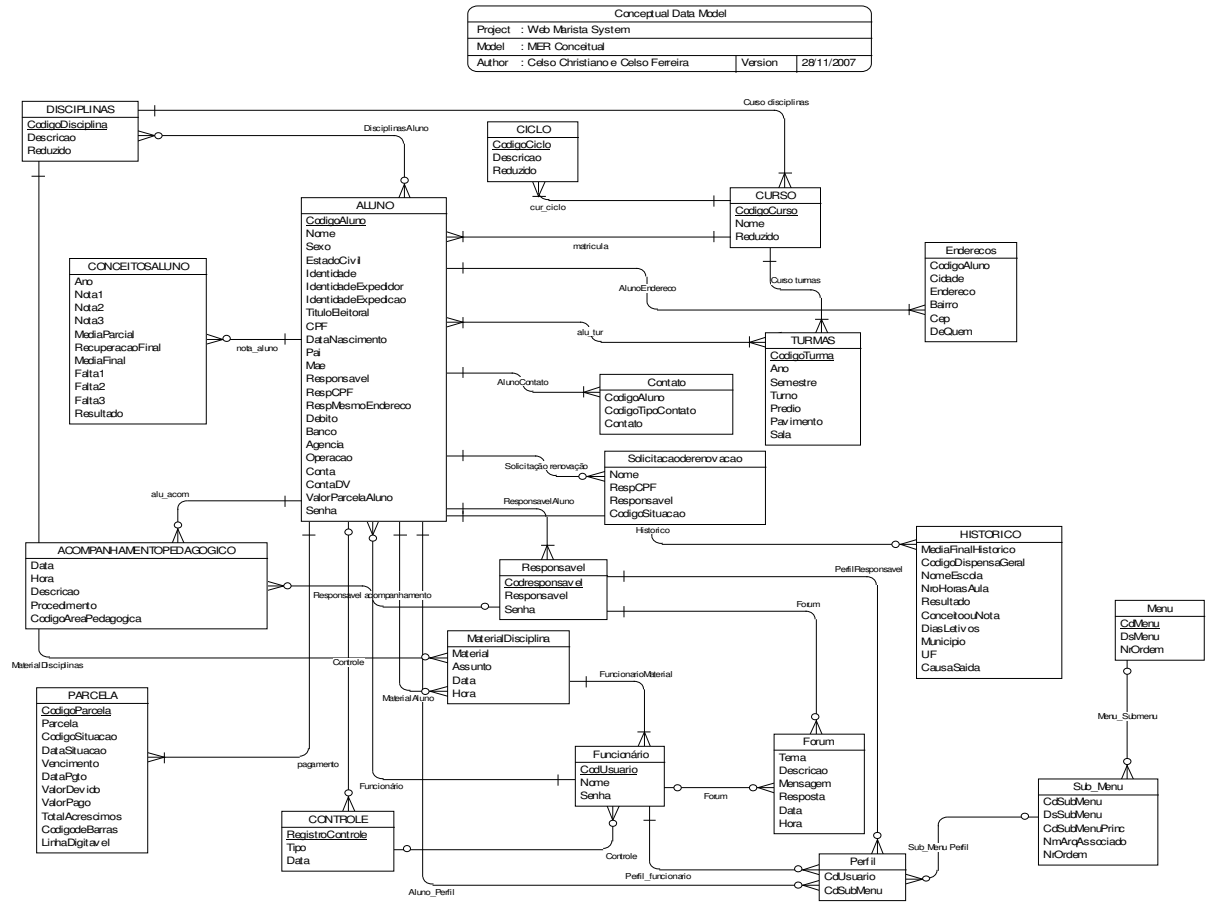 Conceptual Data Model
Project : Web Marista System
Model : MER Conceitual
Author : Celso Christiano e Celso Ferreira Version 28/11/2007
DISCIPLINAS
CodigoDisciplina
Descricao
Reduzido
Curso disciplinas
DisciplinasAluno
CICLO
CodigoCiclo
Descricao
Reduzido
cur_ciclo
CURSO
CodigoCurso
Nome
Reduzido
matricula
ALUNO
CodigoAluno
Nome
Sexo
EstadoCivil
Identidade
IdentidadeExpedidor
IdentidadeExpedicao
TituloEleitoral
CPF
DataNascimento
Pai
Mae
Responsavel
RespCPF
RespMesmoEndereco
Debito
Banco
Agencia
Operacao
Conta
ContaDV
ValorParcelaAluno
Senha
CONCEITOSALUNO
Ano
Nota1
Nota2
Nota3
MediaParcial
RecuperacaoFinal
MediaFinal
Falta1
Falta2
Falta3
Resultado
nota_aluno
Enderecos
CodigoAluno
Cidade
Endereco
Bairro
Cep
DeQuem
AlunoEndereco
Curso turmas
alu_tur
TURMAS
CodigoTurma
Ano
Semestre
Turno
Predio
Pavimento
Sala
AlunoContato
Contato
CodigoAluno
CodigoTipoContato
Contato
Solicitação renovação
Solicitacaoderenovacao
Nome
RespCPF
Responsavel
CodigoSituacao
alu_acom
ResponsavelAluno
Historico
HISTORICO
MediaFinalHistorico
CodigoDispensaGeral
NomeEscola
NroHorasAula
Resultado
ConceitoouNota
DiasLetivos
Municipio
UF
CausaSaida
ACOMPANHAMENTOPEDAGOGICO
Data
Hora
Descricao
Procedimento
CodigoAreaPedagogica
Responsavel acompanhamento
Responsavel
Codresponsavel
Responsavel
Senha
PerfilResponsavel
Forum
Menu
CdMenu
DsMenu
NrOrdem
MaterialDisciplinas
Controle
MaterialDisciplina
Material
Assunto
Data
Hora
MaterialAluno
FuncionarioMaterial
PARCELA
CodigoParcela
Parcela
CodigoSituacao
DataSituacao
Vencimento
DataPgto
ValorDevido
ValorPago
TotalAcrescimos
CodigodeBarras
LinhaDigitavel
pagamento
Funcionário
Funcionário
CodUsuario
Nome
Senha
Forum
Forum
Tema
Descricao
Mensagem
Resposta
Data
Hora
Menu_Submenu
Sub_Menu
CdSubMenu
DsSubMenu
CdSubMenuPrinc
NmArqAssociado
NrOrdem
CONTROLE
RegistroControle
Tipo
Data
Controle
Perfil_funcionario
Aluno_Perfil
Sub_Menu Perfil
Perfil
CdUsuario
CdSubMenu